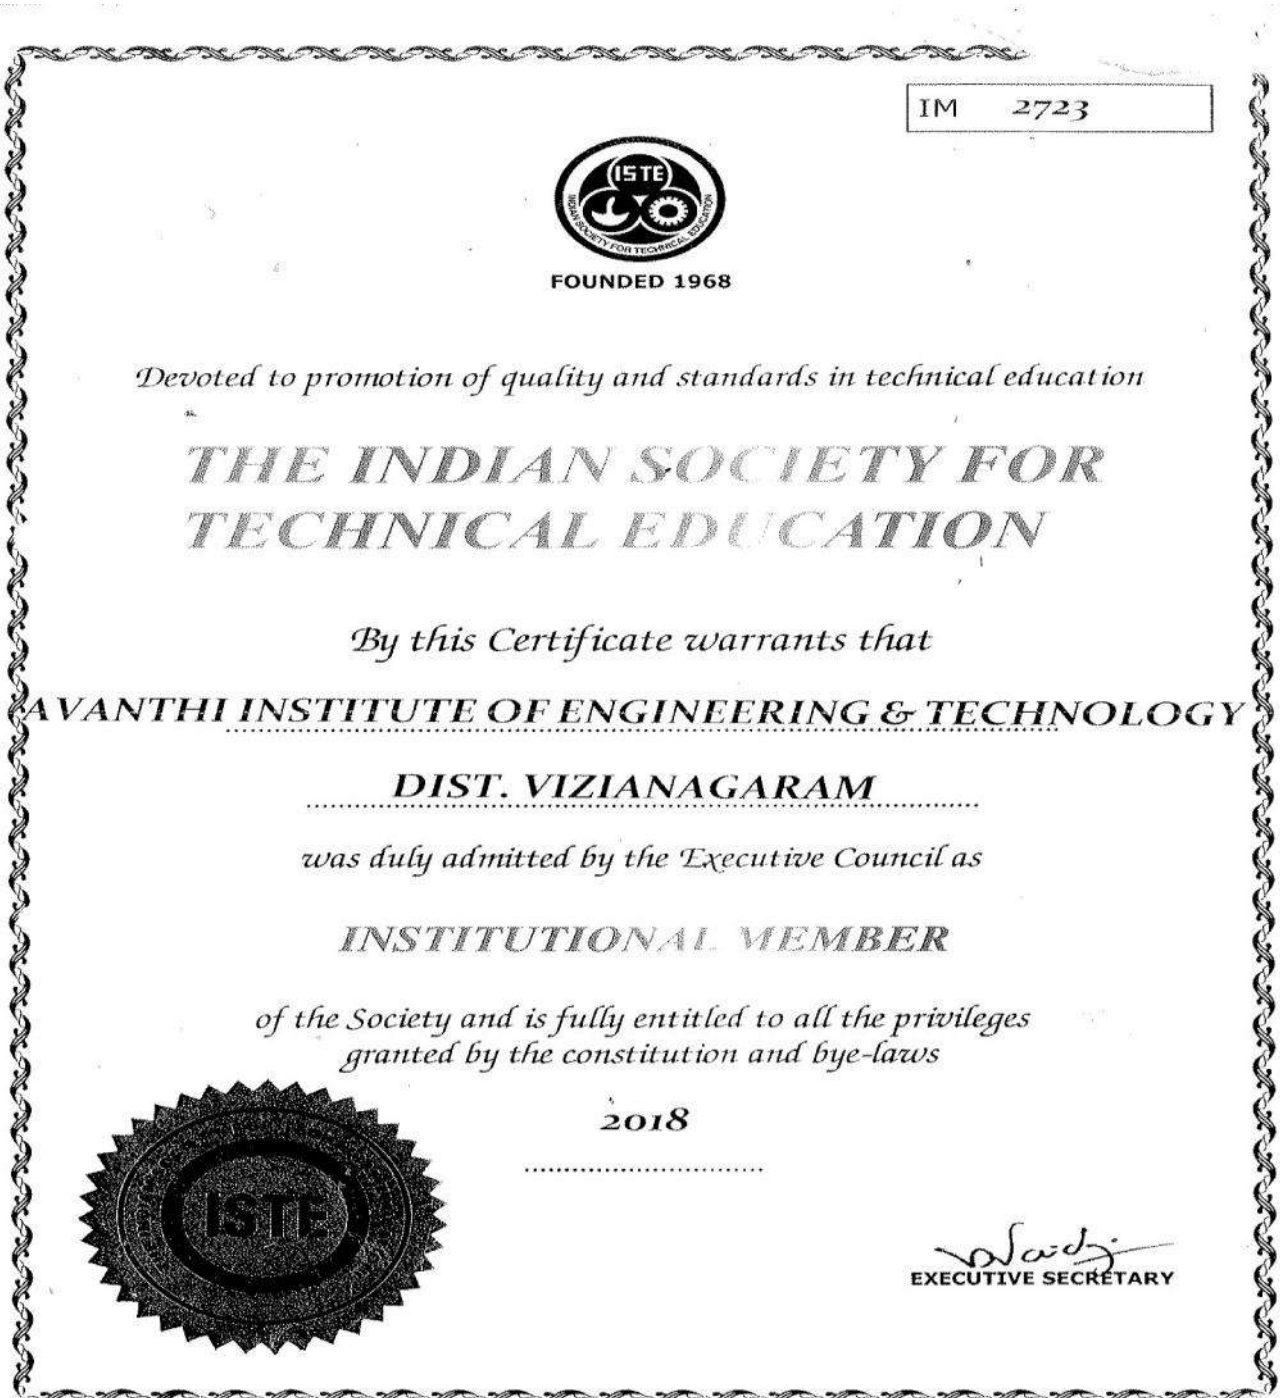 IM 2723
ISTE
INDIAN SOCIETY FOR TECHNICAL EDUCATION
FOUNDED 1968
Devoted to promotion of quality and standards in technical education
THE INDIAN SOCIETY FOR
TECHNICAL EDUCATION
By this Certificate warrants that
AVANTHI INSTITUTE OF ENGINEERING & TECHNOLOGY
DIST. VIZIANAGARAM
was duly admitted by the Executive Council as
INSTITUTIONAL MEMBER
of the Society and is fully entitled to all the privileges
granted by the constitution and bye-laws
2018
ISTE
EXECUTIVE SECRETARY